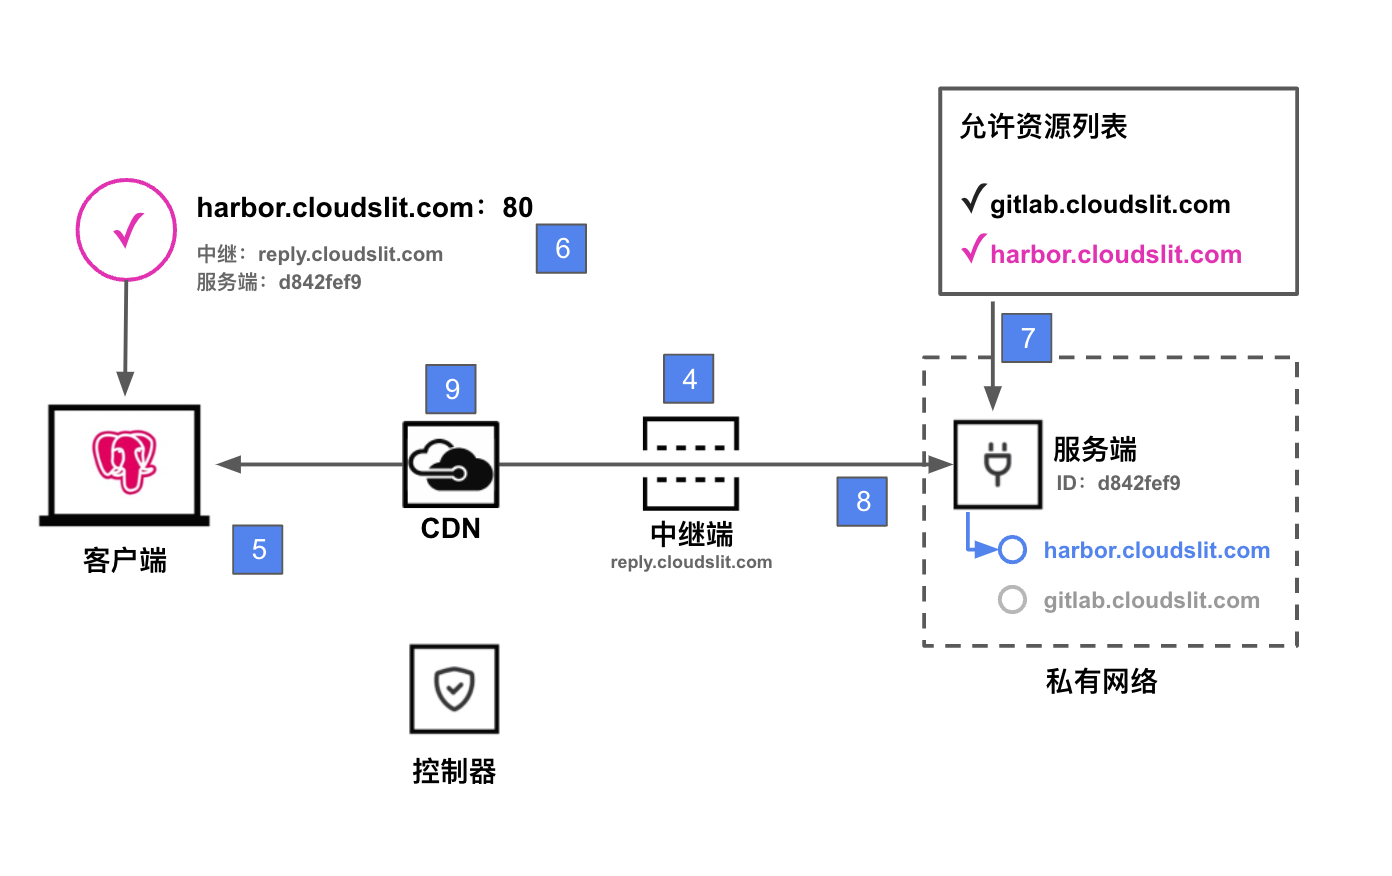 允许资源列表
✓gitlab.cloudslit.com
✓harbor.cloudslit.com
harbor.cloudslit.com：80
中继：reply.cloudslit.com
服务端：d842fef9
6
7
9
4
服务端
ID：d842fef9
8
CDN
中继端
reply.cloudslit.com
客户端
5
harbor.cloudslit.com
gitlab.cloudslit.com
私有网络
控制器